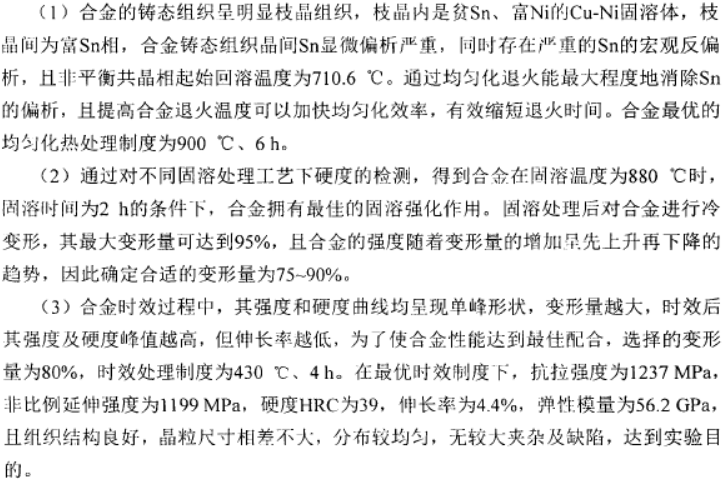 （1）合金的铸态组织呈明显枝晶组织，枝晶内是贫Sn、富Ni的Cu-Ni固溶体，枝
晶间为富Sn相，合金铸态组织晶间Sn显微偏析严重，同时存在严重的Sn的宏观反偏
析，且非平衡共晶相起始回溶温度为710.6 ℃。通过均匀化退火能最大程度地消除Sn
的偏析，且提高合金退火温度可以加快均匀化效率，有效缩短退火时间。合金最优的
均匀化热处理制度为900 ℃、6 h。
（2）通过对不同固溶处理工艺下硬度的检测，得到合金在固溶温度为880 ℃时，
固溶时间为2 h的条件下，合金拥有最佳的固溶强化作用。固溶处理后对合金进行冷
变形，其最大变形量可达到95%，且合金的强度随着变形量的增加呈先上升再下降的
趋势，因此确定合适的变形量为75~90%。
（3）合金时效过程中，其强度和硬度曲线均呈现单峰形状，变形量越大，时效后
其强度及硬度峰值越高，但伸长率越低，为了使合金性能达到最佳配合，选择的变形
量为80%，时效处理制度为430 ℃、4 h。在最优时效制度下，抗拉强度为1237 MPa，
非比例延伸强度为1199 MPa，硬度HRC为39，伸长率为4.4%，弹性模量为56.2 GPa，
且组织结构良好，晶粒尺寸相差不大，分布较均匀，无较大夹杂及缺陷，达到实验目
的。